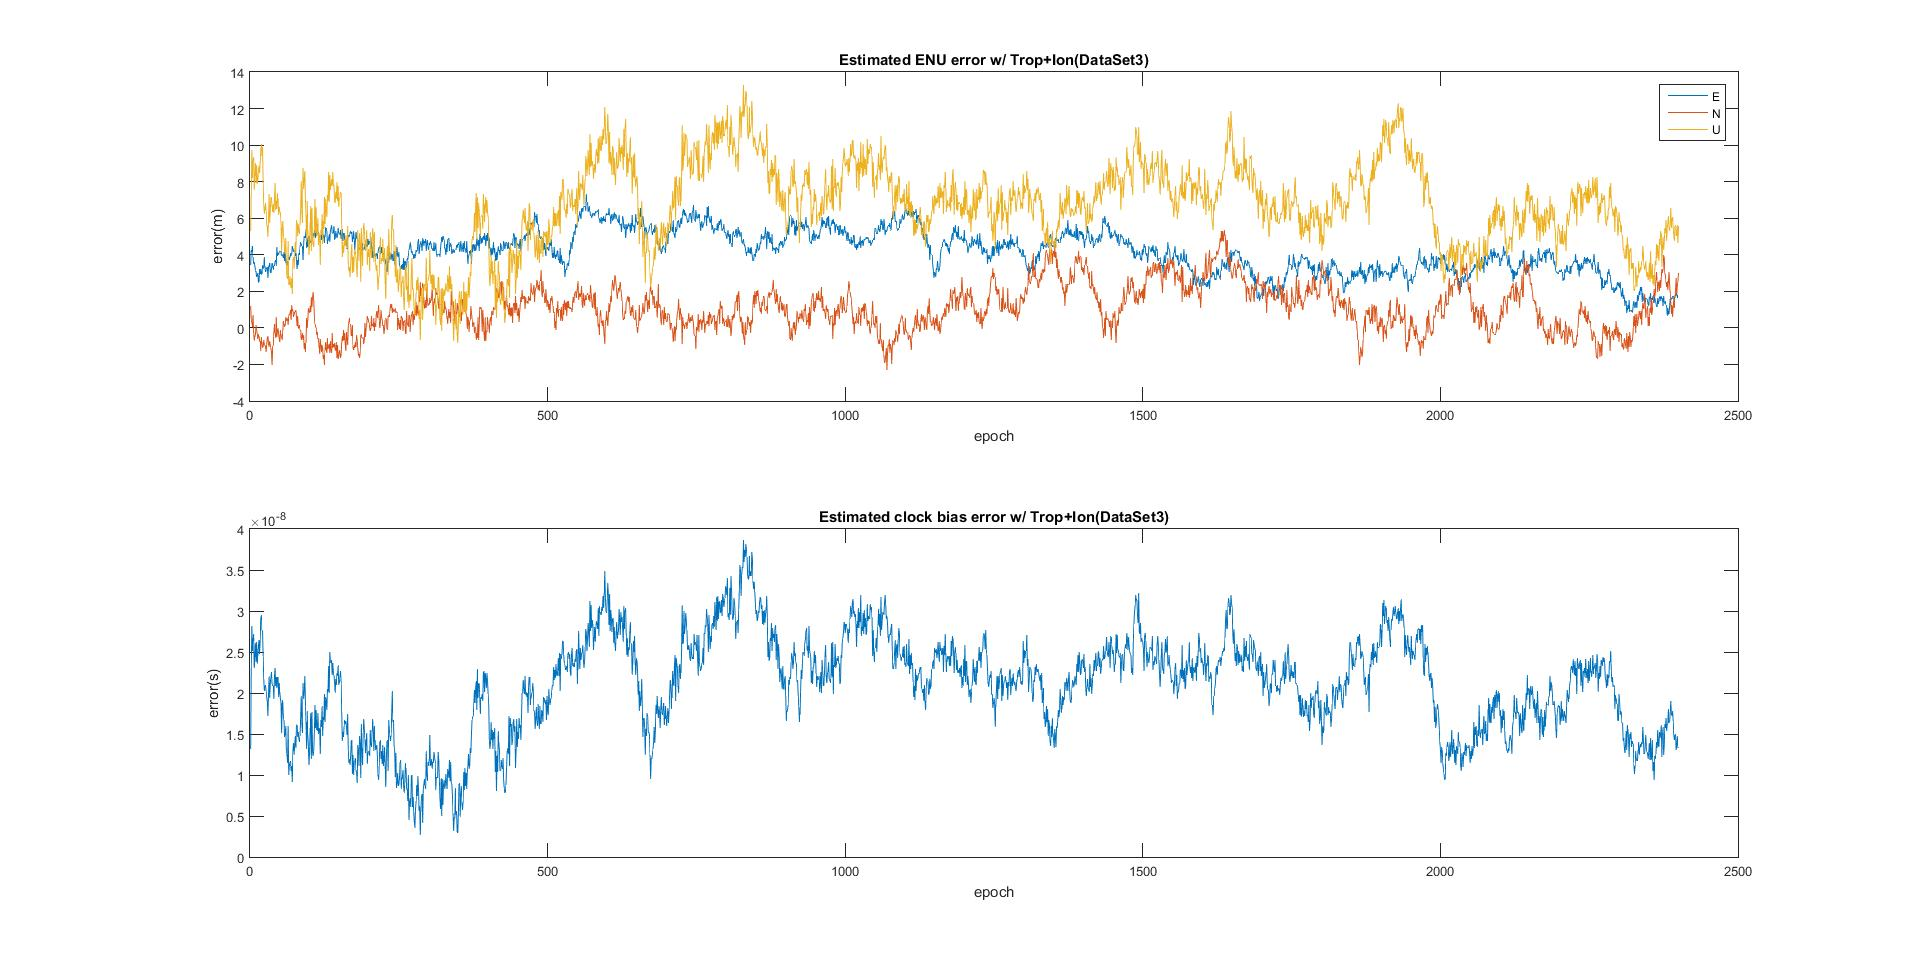 Estimated ENU error w/ Trop+Ion(DataSet3)
14
12
10
8
6
4
2
0
-2
-4
error(m)
E
N
U
0 500 1000 1500 2000 2500
epoch
Estimated clock bias error w/ Trop+Ion(DataSet3)
×10^-8
4
3.5
3
2.5
2
1.5
1
0.5
0
error(s)
0 500 1000 1500 2000 2500
epoch